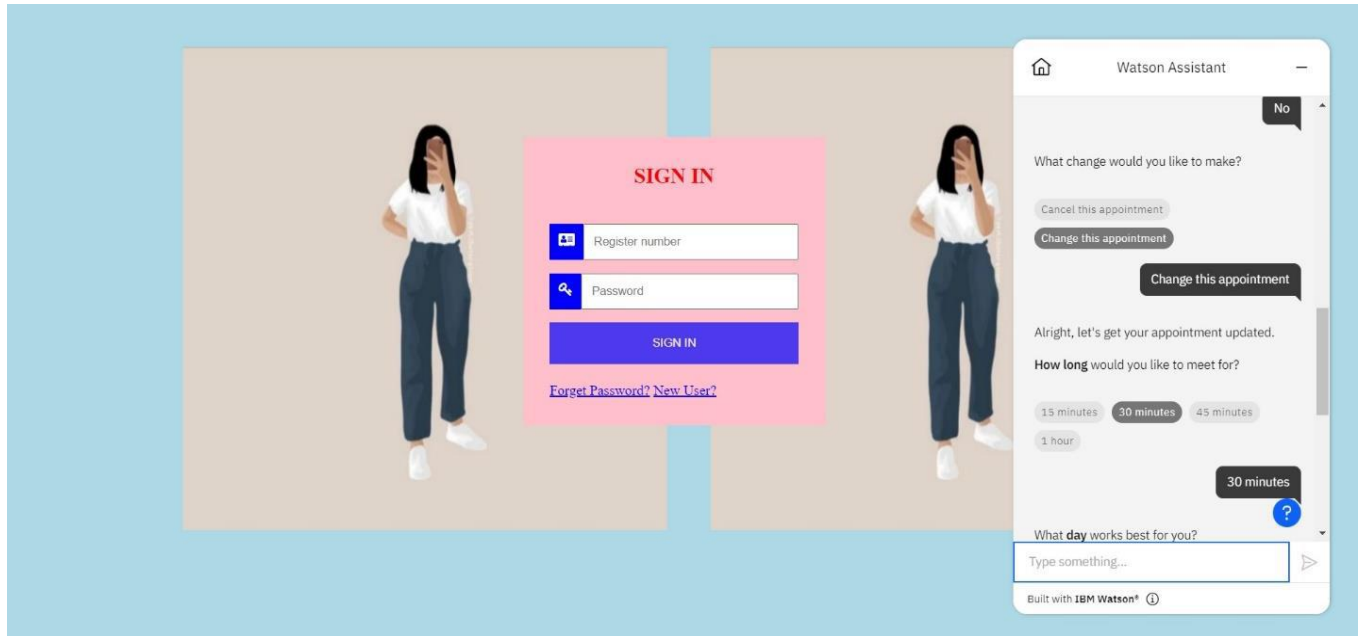 SIGN IN
Register number
Password
SIGN IN
Forget Password? New User?
Watson Assistant
No
What change would you like to make?
Cancel this appointment
Change this appointment
Change this appointment
Alright, let's get your appointment updated.
How long would you like to meet for?
15 minutes 30 minutes 45 minutes
1 hour
30 minutes
?
What day works best for you?
Type something...
Built with IBM Watson®